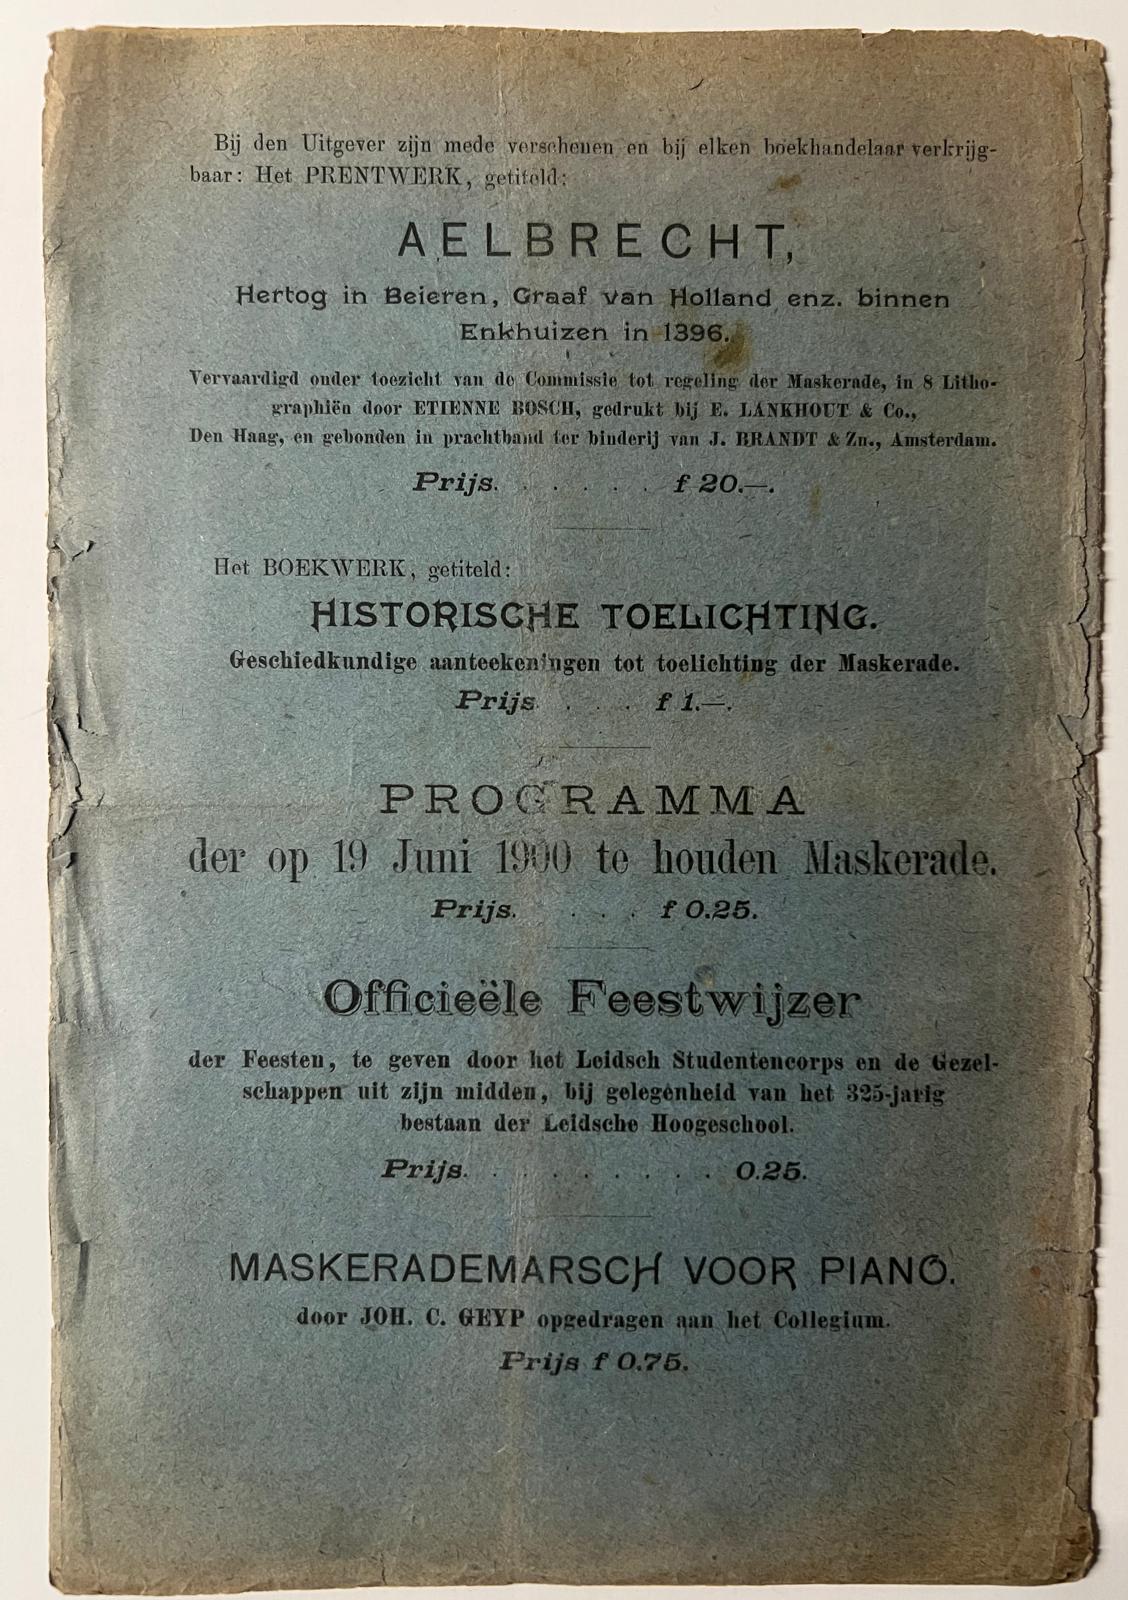 Bij den Uitgever zijn mede verschenen en bij elken boekhandelaar verkrijg-
baar: Het PRENTWERK, getiteld:
AELBRECHT,
Hertog in Beieren, Graaf van Holland enz. binnen
Enkhuizen in 1396.
Vervaardigd onder toezicht van de Commissie tot regeling der Maskerade, in 8 Litho-
graphiën door ETIENNE BOSCH, gedrukt bij E. LANKHOUT & Co.,
Den Haag, en gebonden in prachtband ter binderij van J. BRANDT & Zn., Amsterdam.
Prijs. . . . . . f 20.—.
Het BOEKWERK, getiteld:
HISTORISCHE TOELICHTING.
Geschiedkundige aanteekeningen tot toelichting der Maskerade.
Prijs . . . f 1.—.
PROGRAMMA
der op 19 Juni 1900 te houden Maskerade.
Prijs. . . . f 0.25.
Officieële Feestwijzer
der Feesten, te geven door het Leidsch Studentencorps en de Gezel-
schappen uit zijn midden, bij gelegenheid van het 325-jarig
bestaan der Leidsche Hoogeschool.
Prijs. . . . . . . . . 0.25.
MASKERADEMARSCH VOOR PIANO.
door JOH. C. GEYP opgedragen aan het Collegium.
Prijs f 0.75.